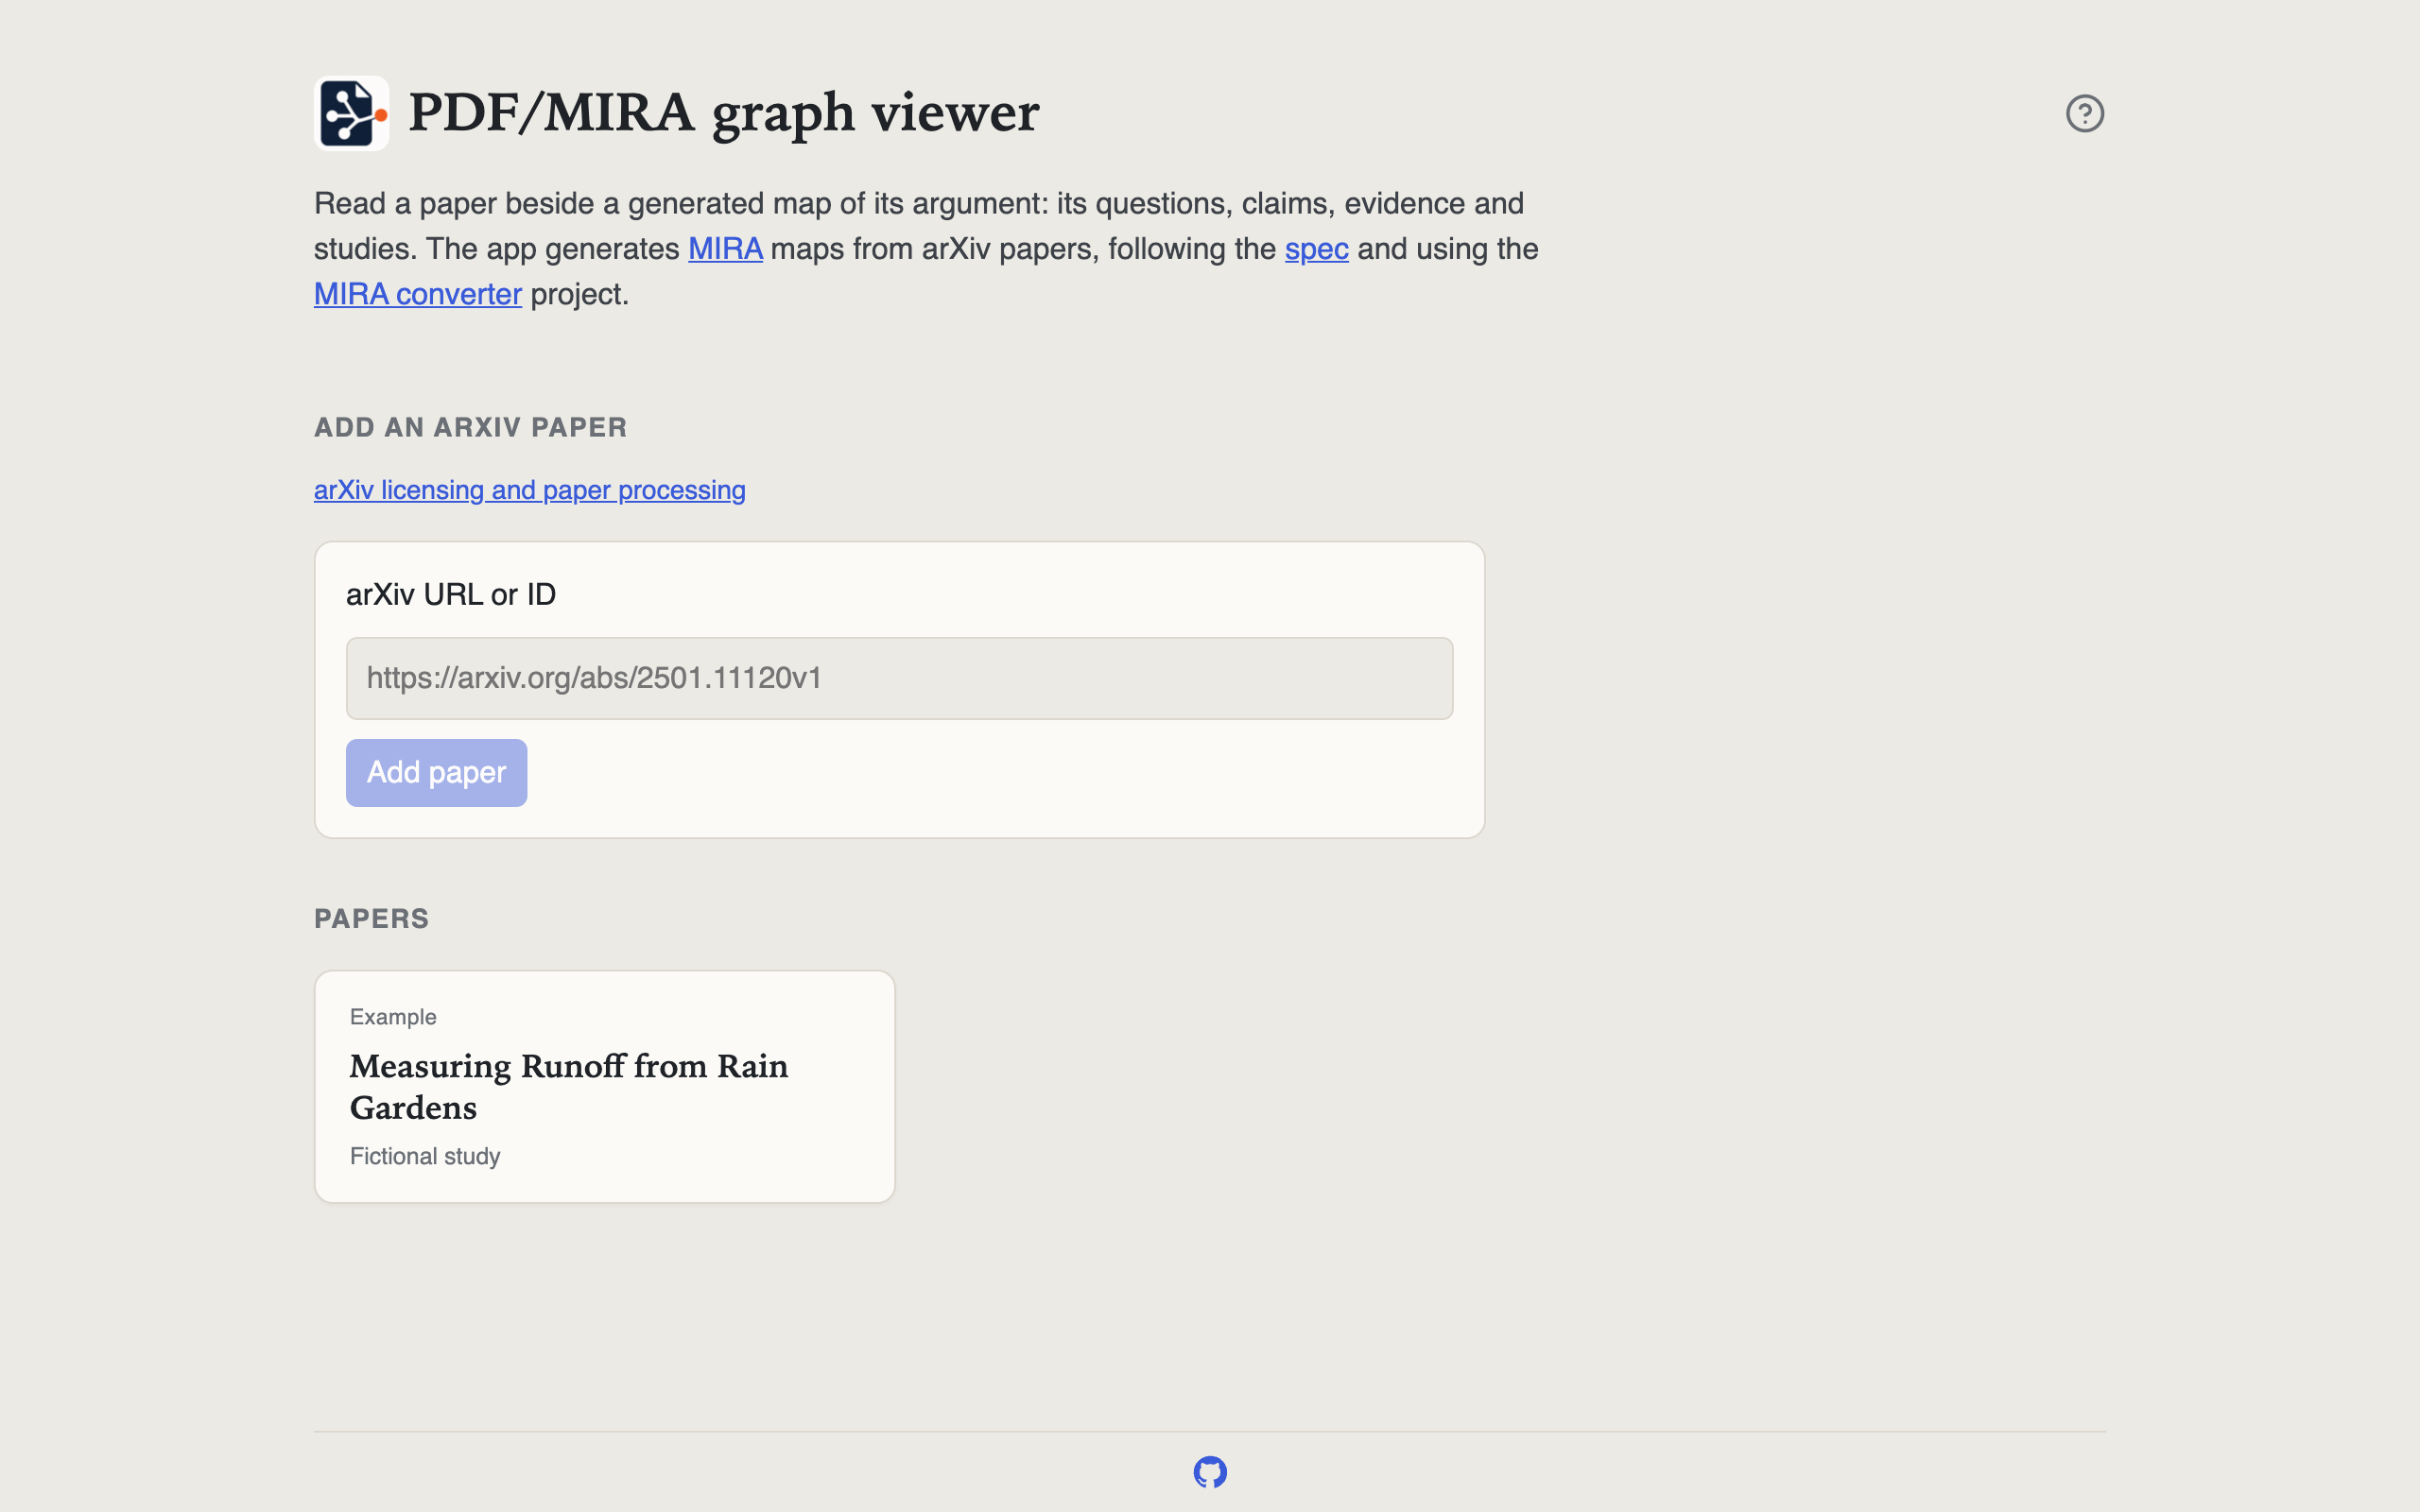 PDF/MIRA graph viewer
Read a paper beside a generated map of its argument: its questions, claims, evidence and
studies. The app generates MIRA maps from arXiv papers, following the spec and using the
MIRA converter project.
ADD AN ARXIV PAPER
arXiv licensing and paper processing
arXiv URL or ID
https://arxiv.org/abs/2501.11120v1
Add paper
PAPERS
Example
Measuring Runoff from Rain
Gardens
Fictional study